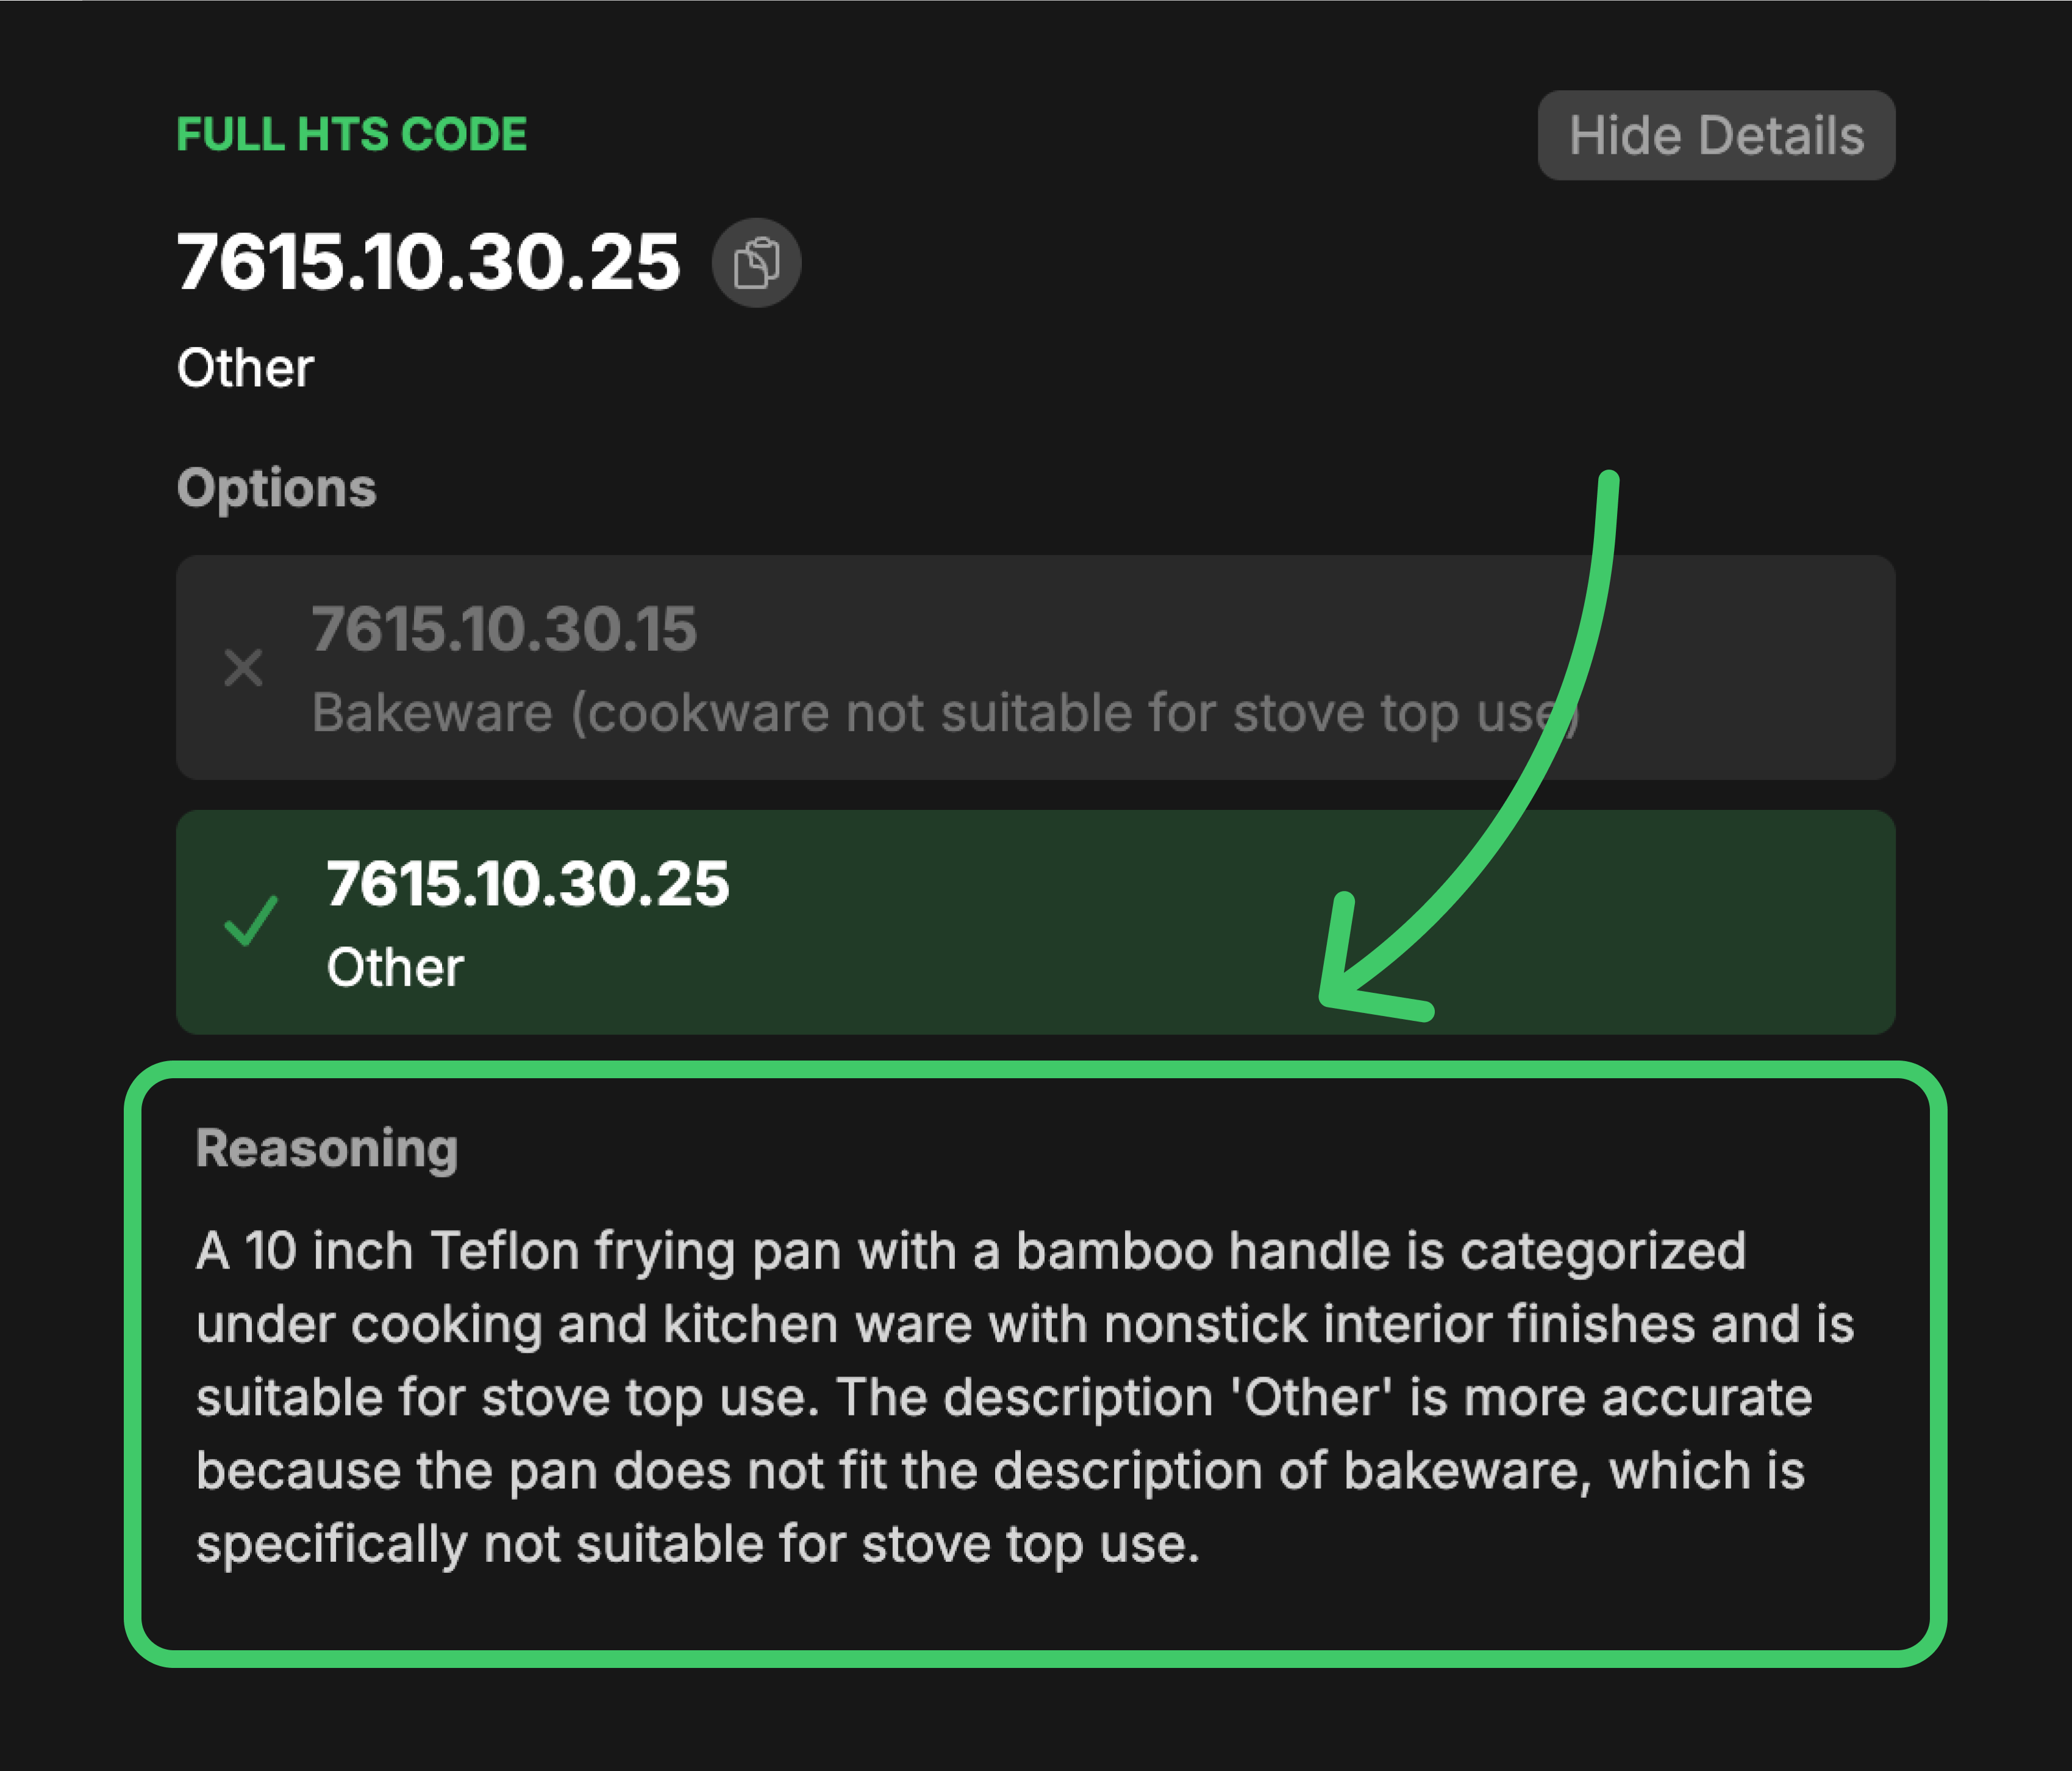 FULL HTS CODE
Hide Details
7615.10.30.25
Other
Options
7615.10.30.15
Bakeware (cookware not suitable for stove top use)
7615.10.30.25
Other
Reasoning
A 10 inch Teflon frying pan with a bamboo handle is categorized
under cooking and kitchen ware with nonstick interior finishes and is
suitable for stove top use. The description 'Other' is more accurate
because the pan does not fit the description of bakeware, which is
specifically not suitable for stove top use.